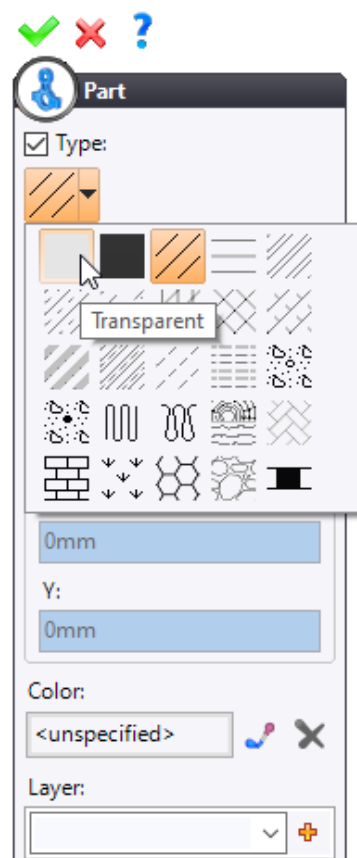 ?
Part
Type:
Transparent
0mm
Y:
0mm
Color:
<unspecified>
Layer: